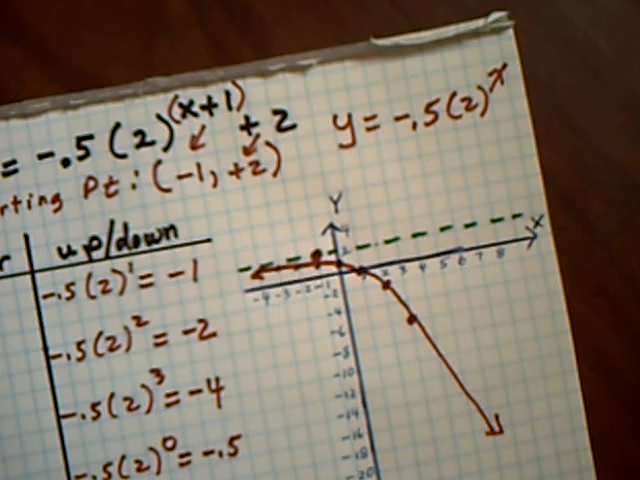 = -.5(2)^(x+1) + 2
y = -.5(2)^x
rting Pt: (-1, +2)
r up/down
-.5(2)^1 = -1
-.5(2)^2 = -2
-.5(2)^3 = -4
-.5(2)^0 = -.5
Y
X
4
2
-4 -3 -2 -1 2 3 4 5 6 7 8
-2
-4
-6
-8
-10
-12
-14
-16
-18
-20